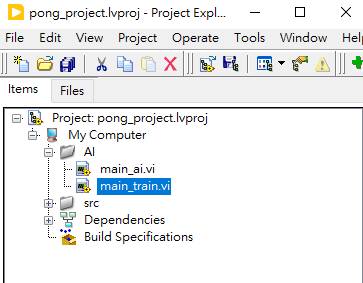 pong_project.lvproj - Project Expl
File Edit View Project Operate Tools Window Help
Items Files
Project: pong_project.lvproj
My Computer
AI
main_ai.vi
main_train.vi
src
Dependencies
Build Specifications